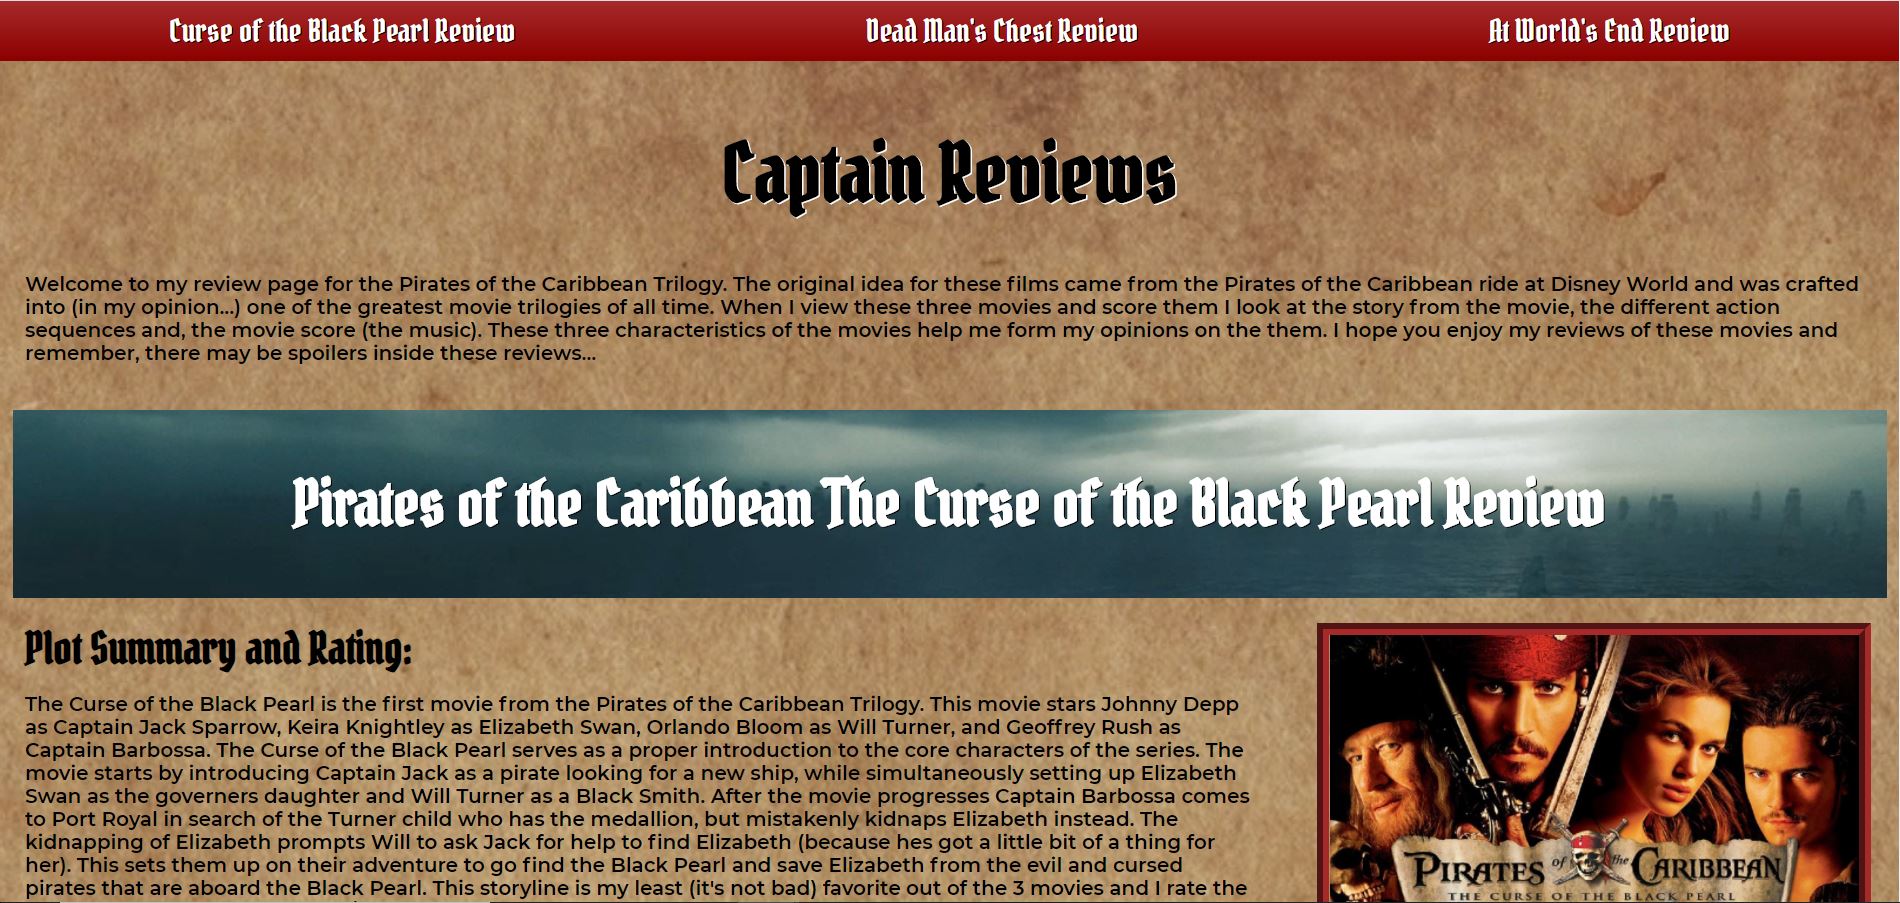 Curse of the Black Pearl Review
Dead Man's Chest Review
At World's End Review
Captain Reviews
Welcome to my review page for the Pirates of the Caribbean Trilogy. The original idea for these films came from the Pirates of the Caribbean ride at Disney World and was crafted
into (in my opinion...) one of the greatest movie trilogies of all time. When I view these three movies and score them I look at the story from the movie, the different action
sequences and, the movie score (the music). These three characteristics of the movies help me form my opinions on the them. I hope you enjoy my reviews of these movies and
remember, there may be spoilers inside these reviews...
Pirates of the Caribbean The Curse of the Black Pearl Review
Plot Summary and Rating:
The Curse of the Black Pearl is the first movie from the Pirates of the Caribbean Trilogy. This movie stars Johnny Depp
as Captain Jack Sparrow, Keira Knightley as Elizabeth Swan, Orlando Bloom as Will Turner, and Geoffrey Rush as
Captain Barbossa. The Curse of the Black Pearl serves as a proper introduction to the core characters of the series. The
movie starts by introducing Captain Jack as a pirate looking for a new ship, while simultaneously setting up Elizabeth
Swan as the governers daughter and Will Turner as a Black Smith. After the movie progresses Captain Barbossa comes
to Port Royal in search of the Turner child who has the medallion, but mistakenly kidnaps Elizabeth instead. The
kidnapping of Elizabeth prompts Will to ask Jack for help to find Elizabeth (because hes got a little bit of a thing for
her). This sets them up on their adventure to go find the Black Pearl and save Elizabeth from the evil and cursed
pirates that are aboard the Black Pearl. This storyline is my least (it's not bad) favorite out of the 3 movies and I rate the
PIRATES of the CARIBBEAN
THE CURSE OF THE BLACK PEARL